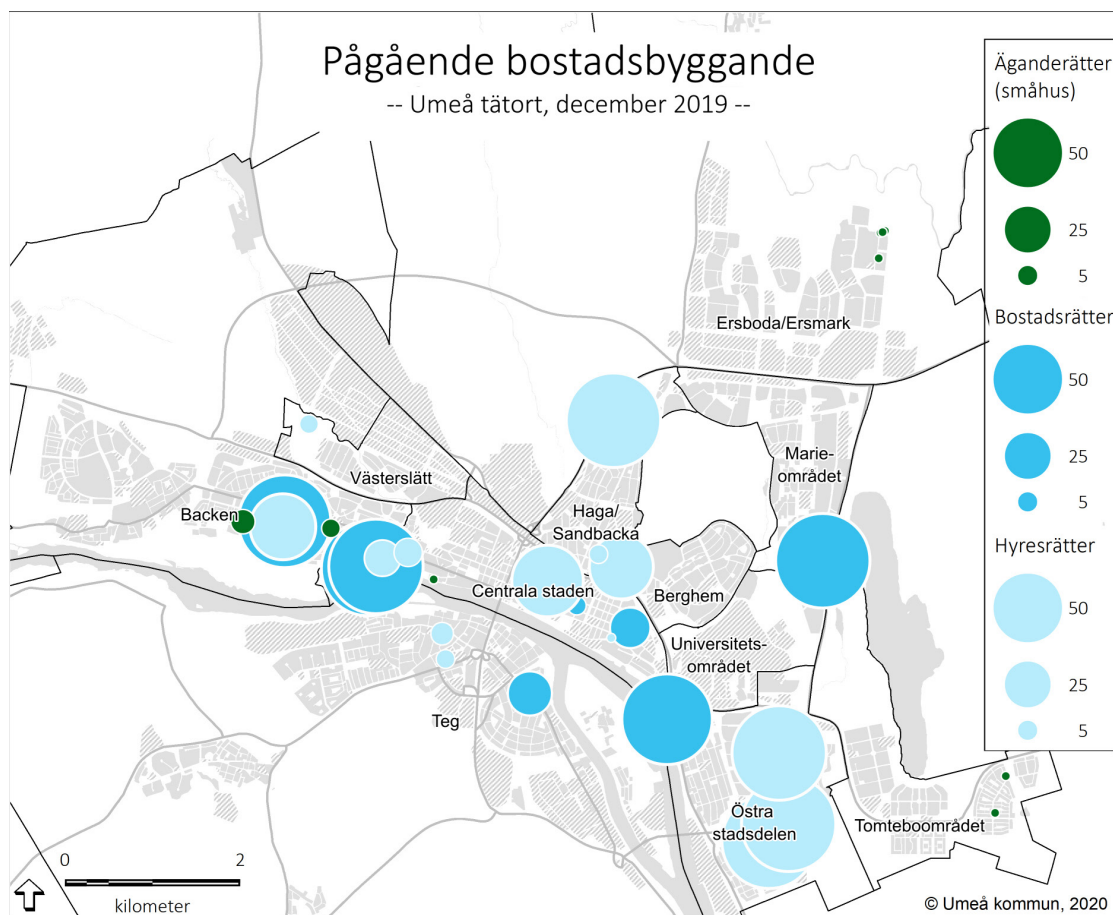 Pågående bostadsbyggande
-- Umeå tätort, december 2019 --
Äganderätter
(småhus)
50
25
5
Bostadsrätter
50
25
5
Hyresrätter
50
25
5
Ersboda/Ersmark
Marie-
området
Västerslätt
Backen
Haga/
Sandbacka
Centrala staden
Berghem
Universitets-
området
Teg
Östra
stadsdelen
Tomteboområdet
0 2
kilometer
© Umeå kommun, 2020